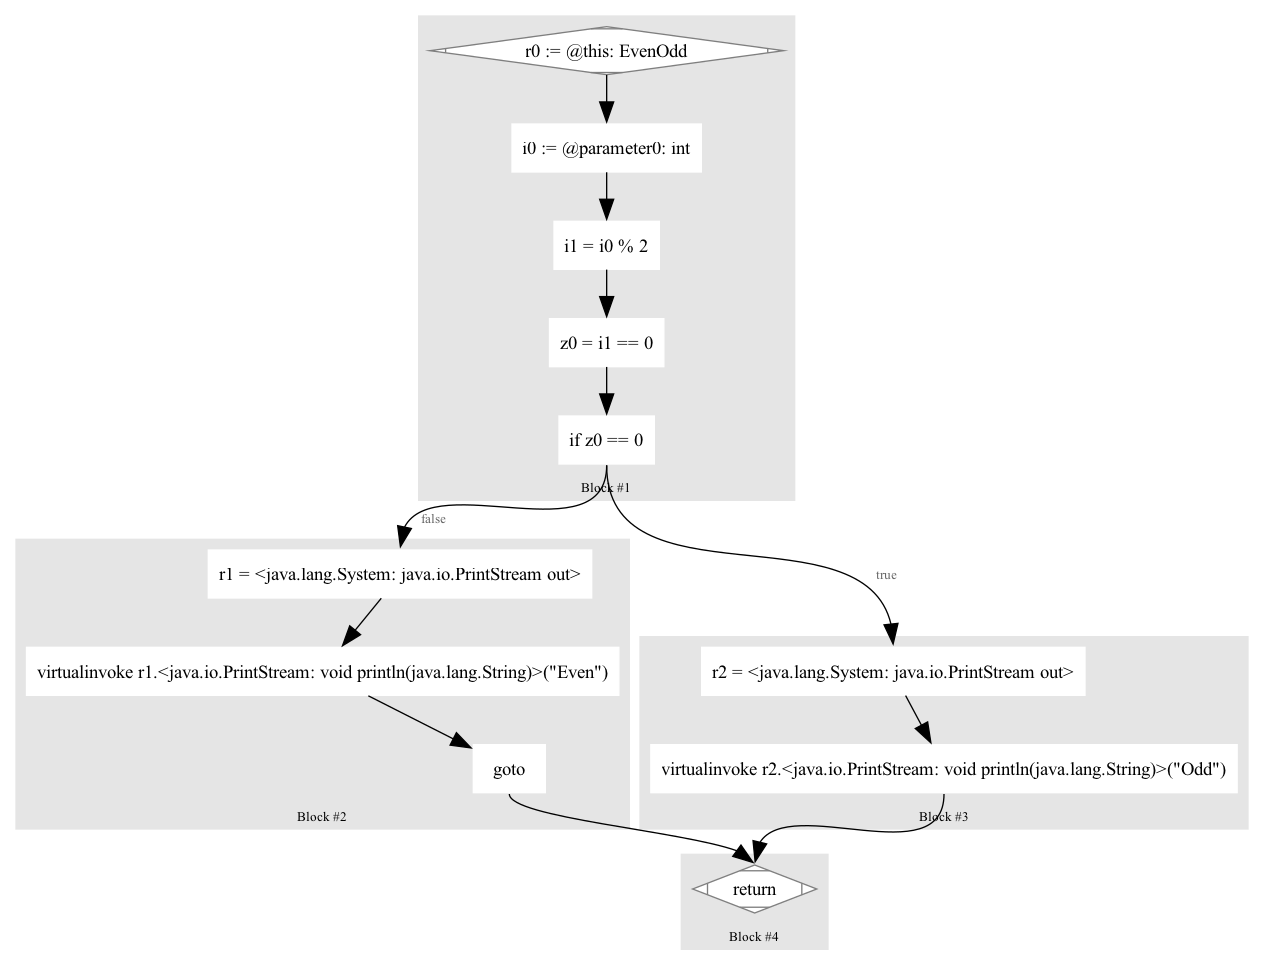 r0 := @this: EvenOdd
i0 := @parameter0: int
i1 = i0 % 2
z0 = i1 == 0
if z0 == 0
Block #1
false
r1 = <java.lang.System: java.io.PrintStream out>
virtualinvoke r1.<java.io.PrintStream: void println(java.lang.String)>("Even")
goto
Block #2
true
r2 = <java.lang.System: java.io.PrintStream out>
virtualinvoke r2.<java.io.PrintStream: void println(java.lang.String)>("Odd")
Block #3
return
Block #4